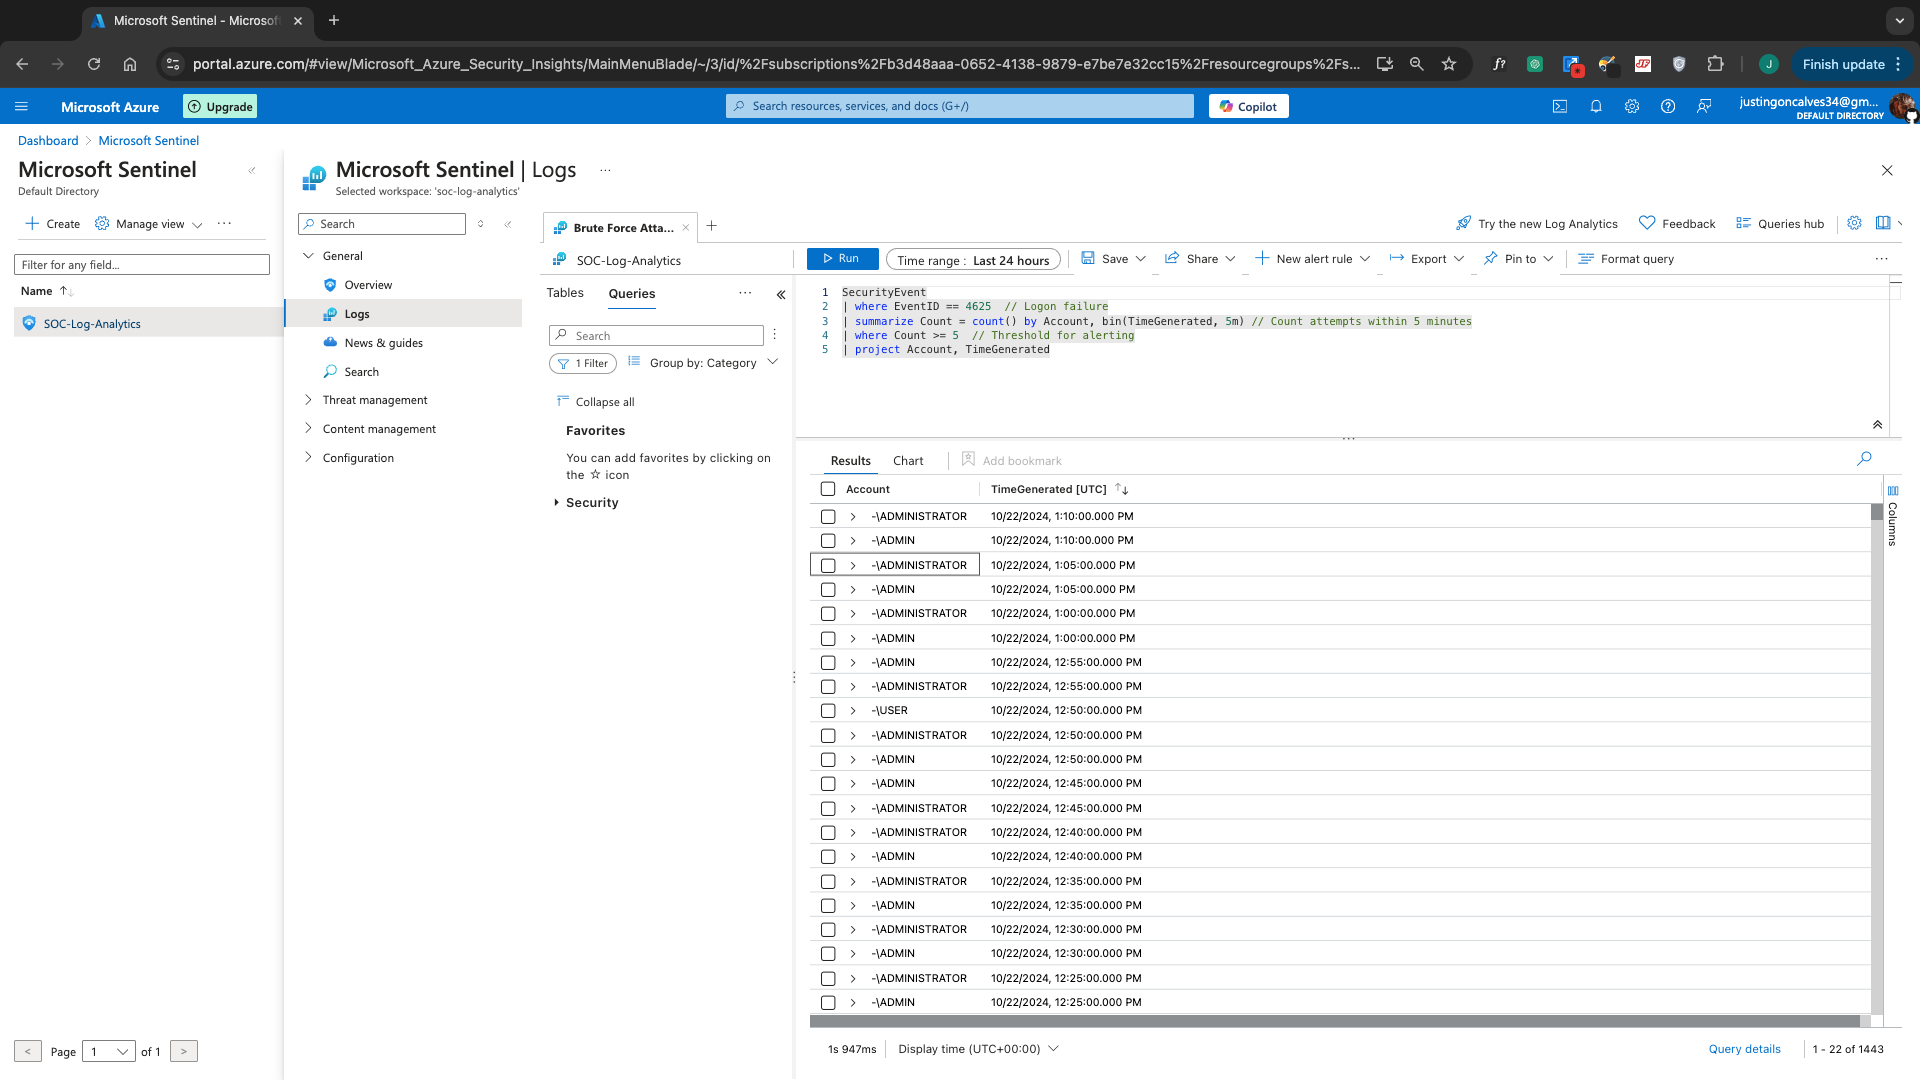 Microsoft Sentinel - Microsof
portal.azure.com/#view/Microsoft_Azure_Security_Insights/MainMenuBlade/~/3/id/%2Fsubscriptions%2Fb3d48aaa-0652-4138-9879-e7be7e32cc15%2Fresourcegroups%2Fs...
f?
J
Finish update
Microsoft Azure
Upgrade
Search resources, services, and docs (G+/)
Copilot
justingoncalves34@gm...
DEFAULT DIRECTORY
Dashboard > Microsoft Sentinel
Microsoft Sentinel
Default Directory
Create
Manage view
Filter for any field...
Name
SOC-Log-Analytics
< Page 1 of 1 >
Microsoft Sentinel | Logs
Selected workspace: 'soc-log-analytics'
Search
General
Overview
Logs
News & guides
Search
Threat management
Content management
Configuration
Brute Force Atta...
Try the new Log Analytics
Feedback
Queries hub
SOC-Log-Analytics
Run
Time range : Last 24 hours
Save
Share
New alert rule
Export
Pin to
Format query
Tables
Queries
Search
1 Filter
Group by: Category
Collapse all
Favorites
You can add favorites by clicking on
the ☆ icon
Security
1 SecurityEvent
2 | where EventID == 4625  // Logon failure
3 | summarize Count = count() by Account, bin(TimeGenerated, 5m) // Count attempts within 5 minutes
4 | where Count >= 5  // Threshold for alerting
5 | project Account, TimeGenerated
Results
Chart
Add bookmark
Account TimeGenerated [UTC]
Columns
-\ADMINISTRATOR 10/22/2024, 1:10:00.000 PM
-\ADMIN 10/22/2024, 1:10:00.000 PM
-\ADMINISTRATOR 10/22/2024, 1:05:00.000 PM
-\ADMIN 10/22/2024, 1:05:00.000 PM
-\ADMINISTRATOR 10/22/2024, 1:00:00.000 PM
-\ADMIN 10/22/2024, 1:00:00.000 PM
-\ADMIN 10/22/2024, 12:55:00.000 PM
-\ADMINISTRATOR 10/22/2024, 12:55:00.000 PM
-\USER 10/22/2024, 12:50:00.000 PM
-\ADMINISTRATOR 10/22/2024, 12:50:00.000 PM
-\ADMIN 10/22/2024, 12:50:00.000 PM
-\ADMIN 10/22/2024, 12:45:00.000 PM
-\ADMINISTRATOR 10/22/2024, 12:45:00.000 PM
-\ADMINISTRATOR 10/22/2024, 12:40:00.000 PM
-\ADMIN 10/22/2024, 12:40:00.000 PM
-\ADMINISTRATOR 10/22/2024, 12:35:00.000 PM
-\ADMIN 10/22/2024, 12:35:00.000 PM
-\ADMINISTRATOR 10/22/2024, 12:30:00.000 PM
-\ADMIN 10/22/2024, 12:30:00.000 PM
-\ADMINISTRATOR 10/22/2024, 12:25:00.000 PM
-\ADMIN 10/22/2024, 12:25:00.000 PM
1s 947ms
Display time (UTC+00:00)
Query details
1 - 22 of 1443